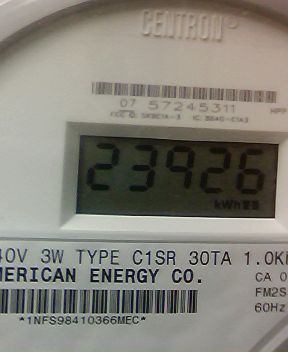 CENTRON
07 57245311
23926
kWh
40V 3W TYPE C1SR 30TA 1.0K
MERICAN ENERGY CO.
CA 0
FM2S
60Hz
*1NFS98410366MEC*